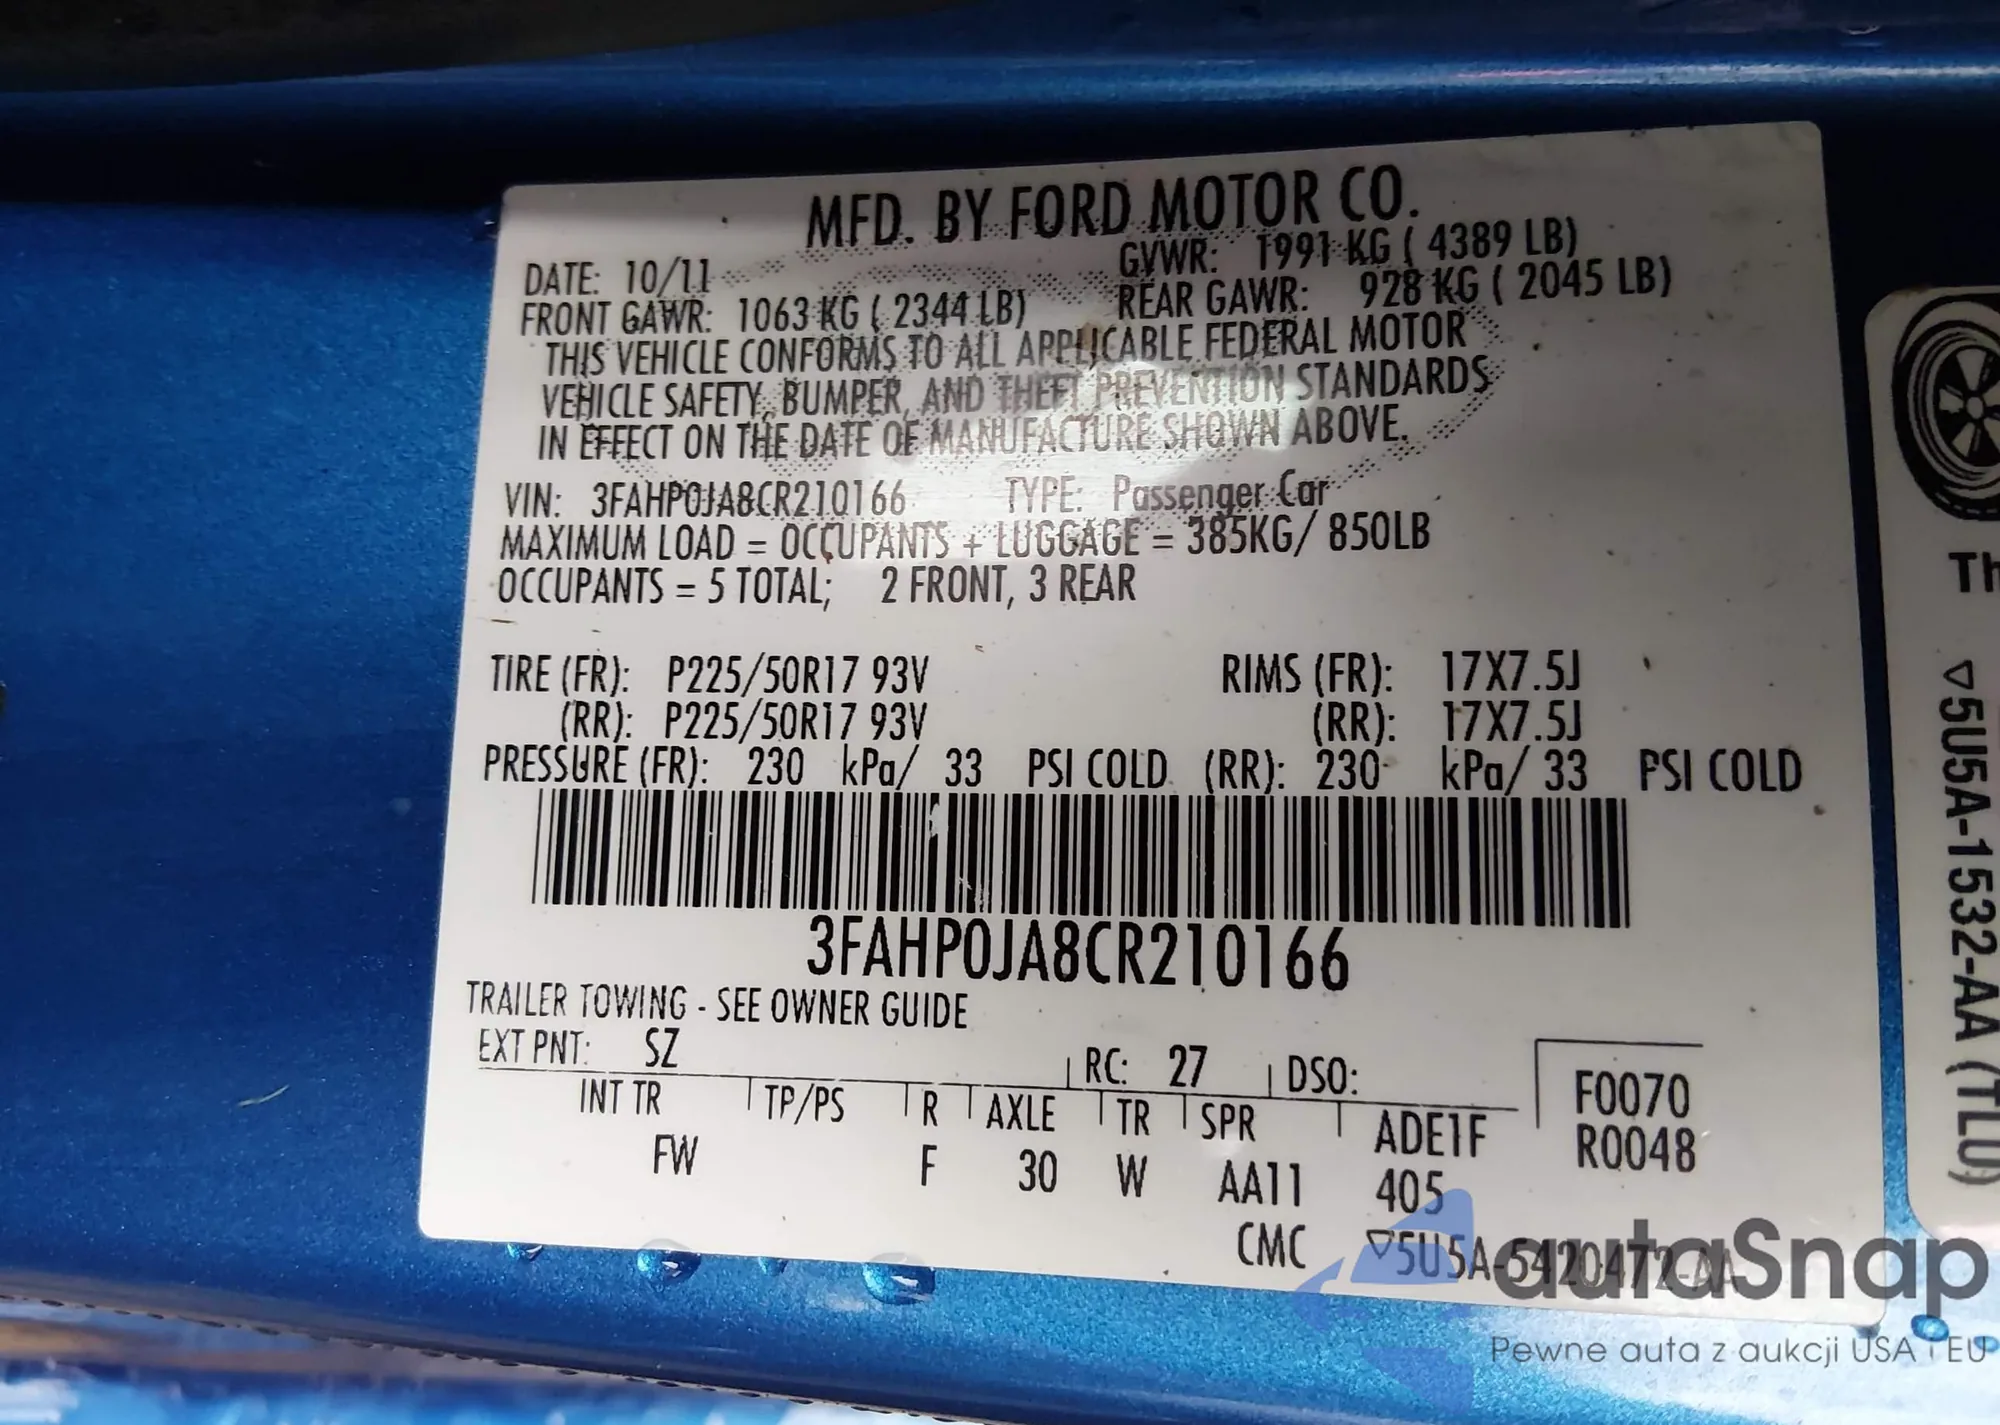 MFD. BY FORD MOTOR CO.
DATE: 10/11 GVWR: 1991 KG ( 4389 LB)
FRONT GAWR: 1063 KG ( 2344 LB) REAR GAWR: 928 KG ( 2045 LB)
THIS VEHICLE CONFORMS TO ALL APPLICABLE FEDERAL MOTOR
VEHICLE SAFETY, BUMPER, AND THEFT PREVENTION STANDARDS
IN EFFECT ON THE DATE OF MANUFACTURE SHOWN ABOVE.
VIN: 3FAHP0JA8CR210166 TYPE: Passenger Car
MAXIMUM LOAD = OCCUPANTS + LUGGAGE = 385KG/ 850LB
OCCUPANTS = 5 TOTAL; 2 FRONT, 3 REAR
TIRE (FR): P225/50R17 93V RIMS (FR): 17X7.5J
(RR): P225/50R17 93V (RR): 17X7.5J
PRESSURE (FR): 230 kPa/ 33 PSI COLD (RR): 230 kPa/ 33 PSI COLD
3FAHP0JA8CR210166
TRAILER TOWING - SEE OWNER GUIDE
EXT PNT: SZ RC: 27 DSO:
INT TR TP/PS R AXLE TR SPR ADE1F
FW F 30 W AA11 405
F0070
R0048
CMC ▽5U5A-5420472-AA
▽5U5A-1532-AA (TLU)
autaSnap
Pewne auta z aukcji USA i EU